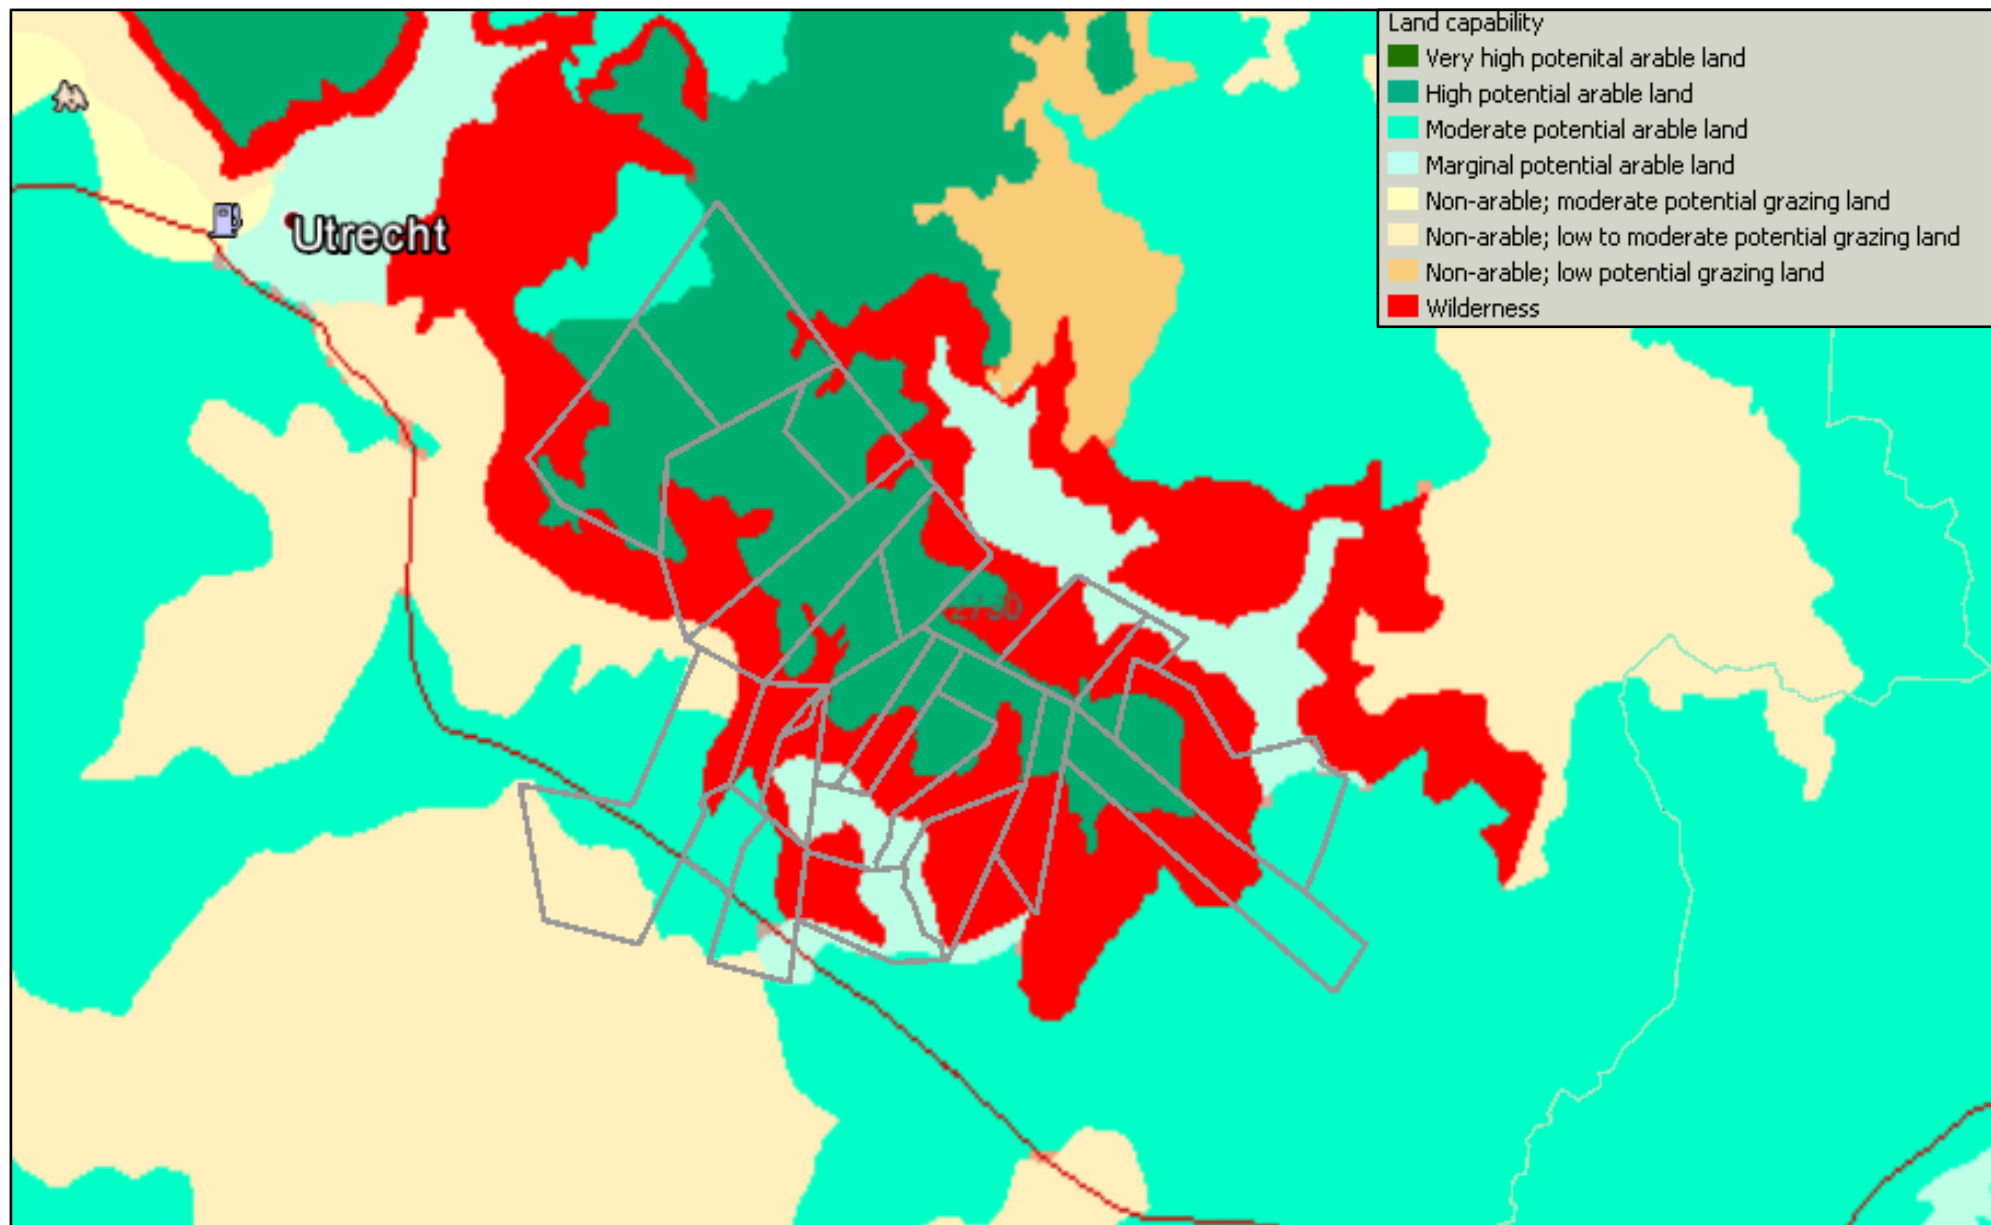 Land capability
Very high potenital arable land
High potential arable land
Moderate potential arable land
Marginal potential arable land
Non-arable; moderate potential grazing land
Non-arable; low to moderate potential grazing land
Non-arable; low potential grazing land
Wilderness
Utrecht